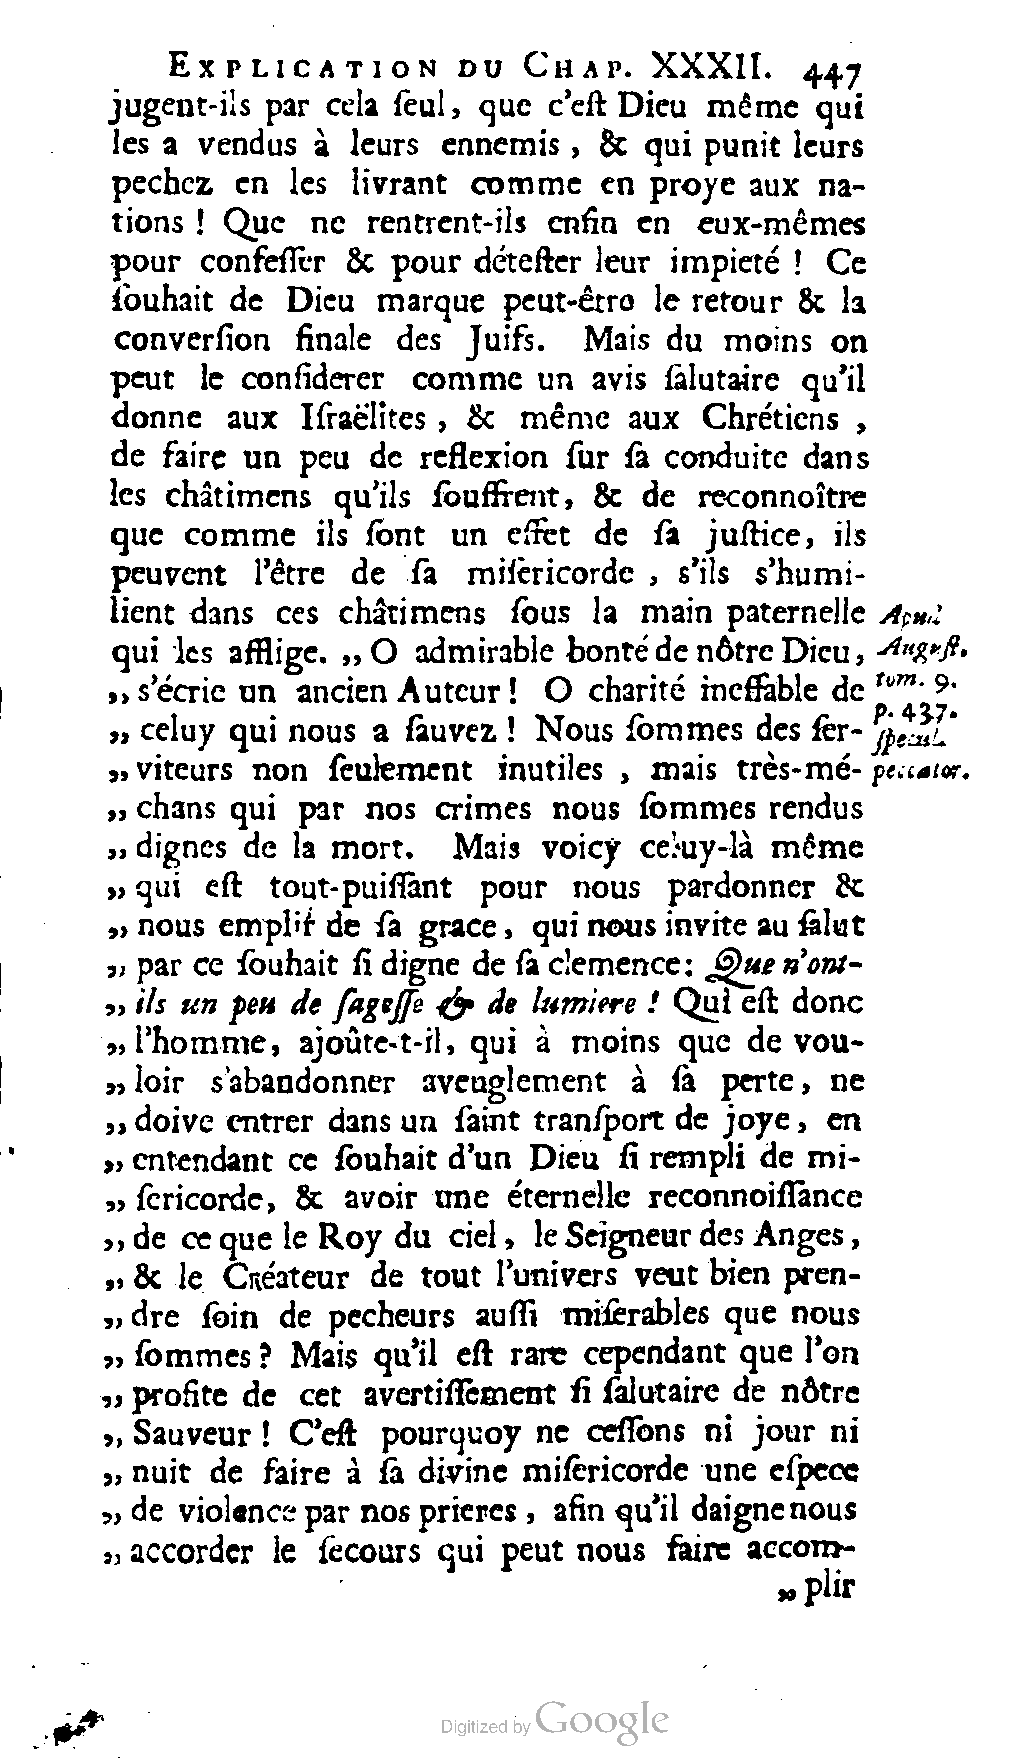 EXPLICATION DU CHAP. XXXII. 447
jugent-ils par cela ſeul, que c'eſt Dieu même qui
les a vendus à leurs ennemis, & qui punit leurs
pechez en les livrant comme en proye aux na-
tions ! Que ne rentrent-ils enfin en eux-mêmes
pour confeſſer & pour déteſter leur impieté ! Ce
ſouhait de Dieu marque peut-être le retour & la
converſion finale des Juifs. Mais du moins on
peut le conſiderer comme un avis ſalutaire qu'il
donne aux Iſraëlites, & même aux Chrétiens,
de faire un peu de reflexion ſur ſa conduite dans
les châtimens qu'ils ſouffrent, & de reconnoître
que comme ils ſont un effet de ſa juſtice, ils
peuvent l'être de ſa miſericorde, s'ils s'humi-
lient dans ces châtimens ſous la main paternelle
qui les afflige. „ O admirable bonté de nôtre Dieu,
„ s'écrie un ancien Auteur ! O charité ineffable de
„ celuy qui nous a ſauvez ! Nous ſommes des ſer-
„ viteurs non ſeulement inutiles, mais très-mé-
„ chans qui par nos crimes nous ſommes rendus
„ dignes de la mort. Mais voicy celuy-là même
„ qui eſt tout-puiſſant pour nous pardonner &
„ nous emplir de ſa grace, qui nous invite au ſalut
„ par ce ſouhait ſi digne de ſa clemence: Que n'ont-
„ ils un peu de ſageſſe & de lumiere ! Qui eſt donc
„ l'homme, ajoûte-t-il, qui à moins que de vou-
„ loir s'abandonner aveuglement à ſa perte, ne
„ doive entrer dans un ſaint tranſport de joye, en
„ entendant ce ſouhait d'un Dieu ſi rempli de mi-
„ ſericorde, & avoir une éternelle reconnoiſſance
„ de ce que le Roy du ciel, le Seigneur des Anges,
„ & le Créateur de tout l'univers veut bien pren-
„ dre ſoin de pecheurs auſſi miſerables que nous
„ ſommes ? Mais qu'il eſt rare cependant que l'on
„ profite de cet avertiſſement ſi ſalutaire de nôtre
„ Sauveur ! C'eſt pourquoy ne ceſſons ni jour ni
„ nuit de faire à ſa divine miſericorde une eſpece
„ de violence par nos prieres, afin qu'il daigne nous
„ accorder le ſecours qui peut nous faire accom-
„ plir
Apud
Auguſt.
tom. 9.
p. 437.
ſpecul.
peccator.
Digitized by Google